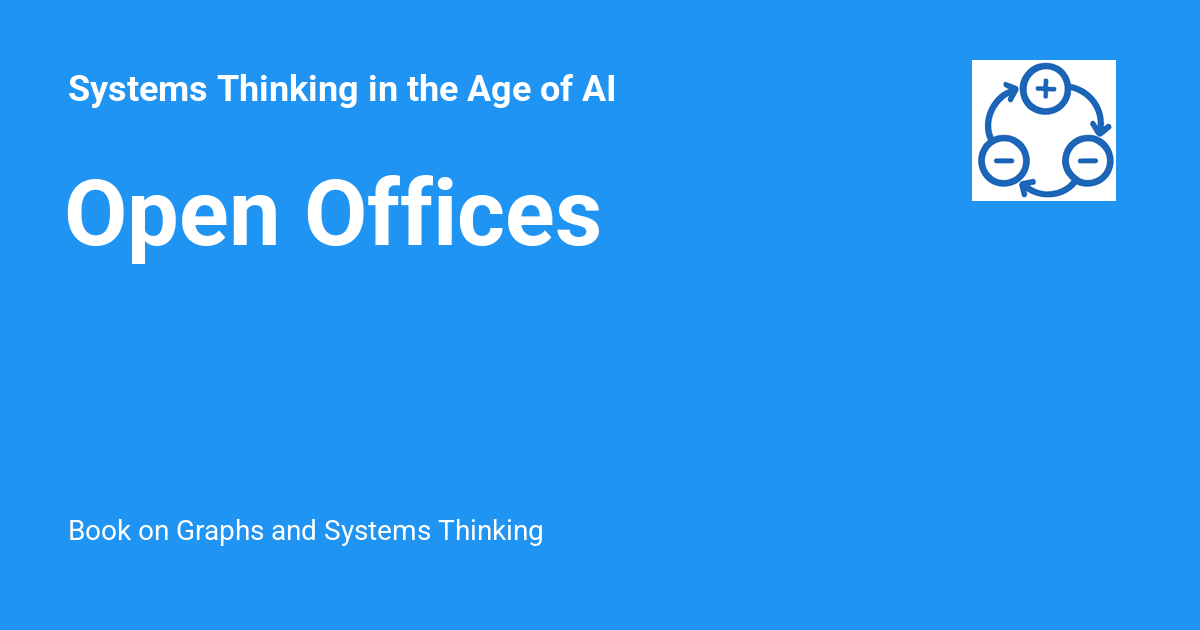 Systems Thinking in the Age of AI
Open Offices
Book on Graphs and Systems Thinking